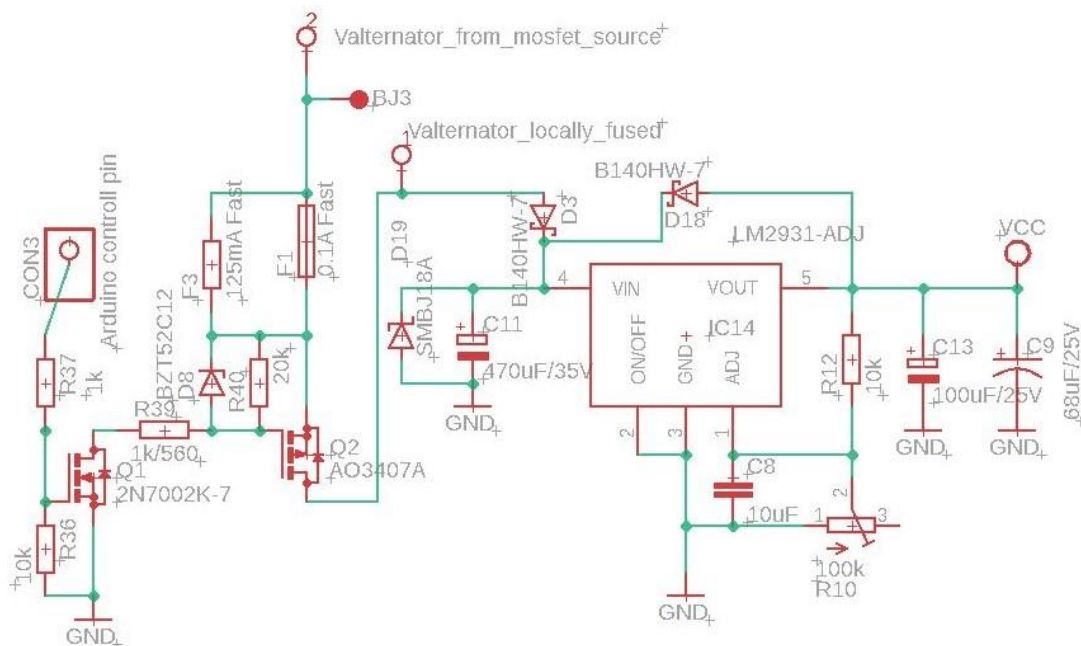 2
Valternator_from_mosfet_source
BJ3
1
Valternator_locally_fused
CON3
Arduino controll pin
F3
125mA Fast
F1
0.1A Fast
D19
SMBJ18A
B140HW-7
D3
B140HW-7
D18
LM2931-ADJ
VCC
4
VIN
VOUT
5
IC14
ON/OFF
GND
ADJ
2
3
1
C11
470uF/35V
GND
R12
10k
C13
100uF/25V
GND
C9
68uF/25V
GND
R37
1k
BZT52C12
D8
R40
20k
R39
1k/560
Q1
2N7002K-7
Q2
AO3407A
R36
10k
GND
C8
10uF
1
2
3
100k
R10
GND